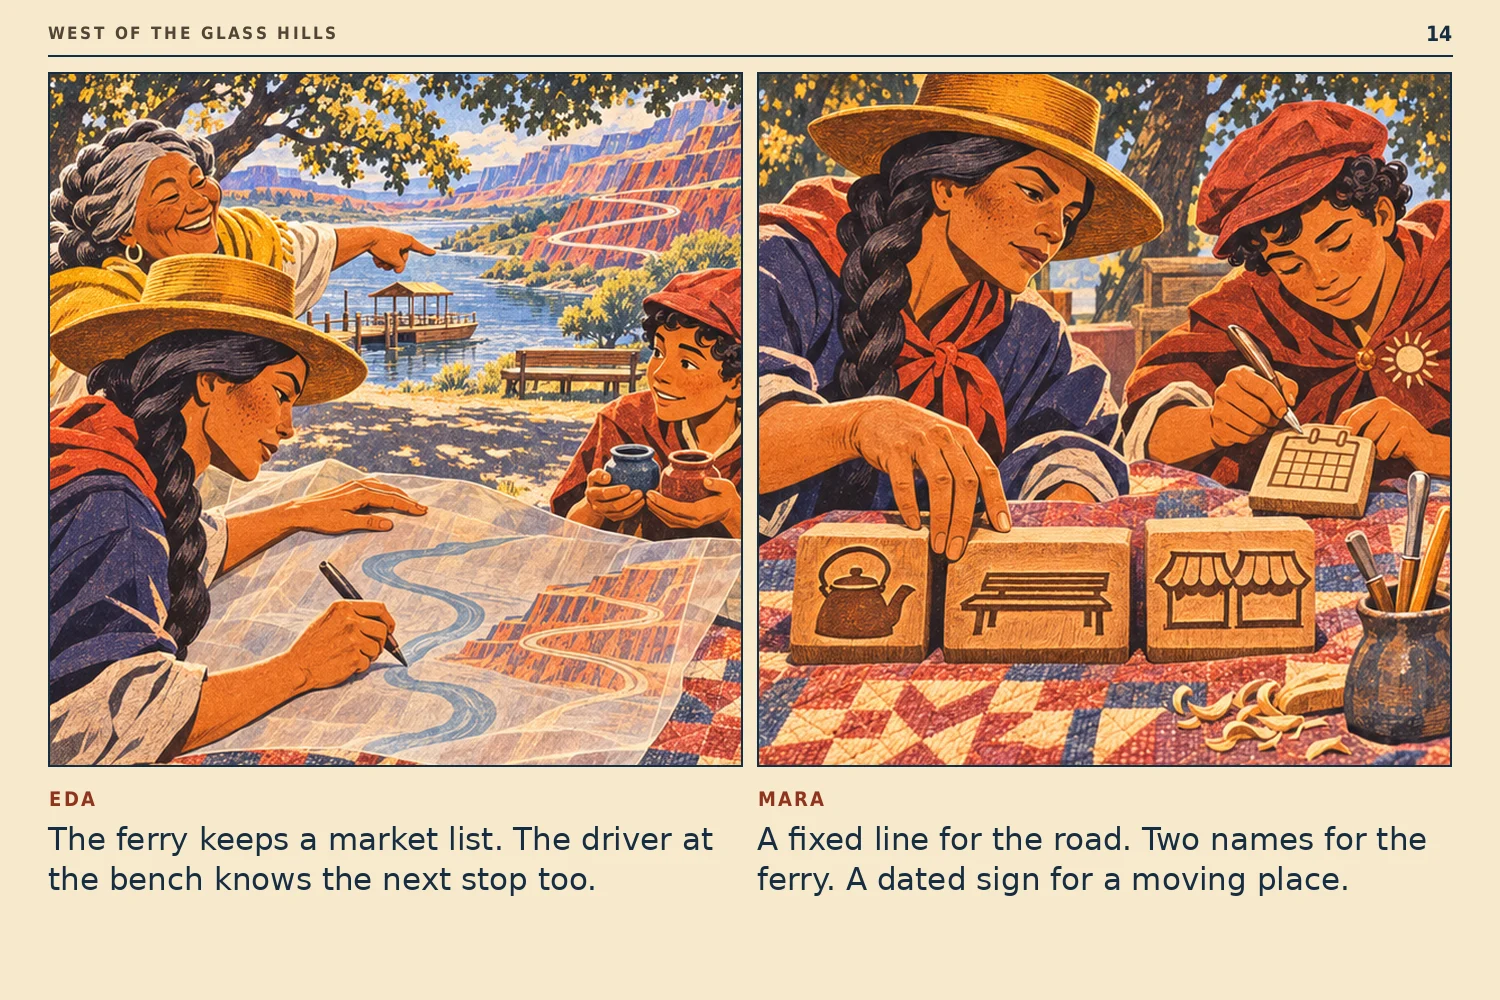 WEST OF THE GLASS HILLS
14
EDA
The ferry keeps a market list. The driver at
the bench knows the next stop too.
MARA
A fixed line for the road. Two names for the
ferry. A dated sign for a moving place.